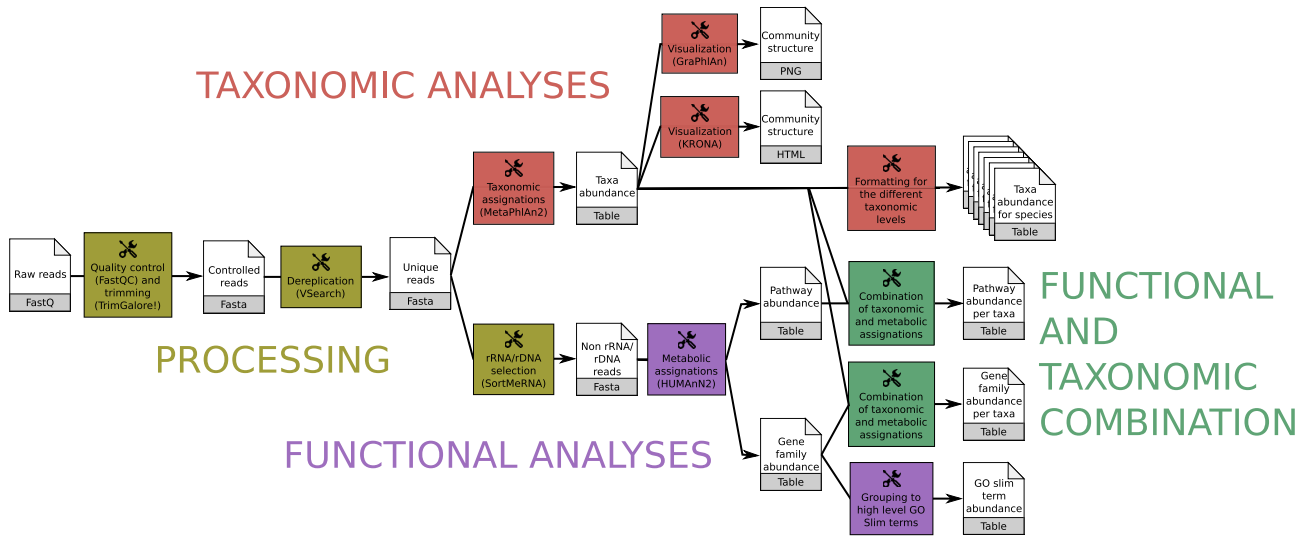 TAXONOMIC ANALYSES
Visualization
(GraPhlAn)
Community
structure
PNG
Visualization
(KRONA)
Community
structure
HTML
Taxonomic
assignations
(MetaPhlAn2)
Taxa
abundance
Table
Formatting for
the different
taxonomic
levels
Taxa
abundance
for species
Table
Raw reads
FastQ
Quality control
(FastQC) and
trimming
(TrimGalore!)
Controlled
reads
Fasta
Dereplication
(VSearch)
Unique
reads
Fasta
PROCESSING
rRNA/rDNA
selection
(SortMeRNA)
Non rRNA/
rDNA
reads
Fasta
Metabolic
assignations
(HUMAnN2)
Pathway
abundance
Table
Combination
of taxonomic
and metabolic
assignations
Pathway
abundance
per taxa
Table
FUNCTIONAL
AND
TAXONOMIC
COMBINATION
FUNCTIONAL ANALYSES
Gene
family
abundance
Table
Combination
of taxonomic
and metabolic
assignations
Gene
family
abundance
per taxa
Table
Grouping to
high level GO
Slim terms
GO slim
term
abundance
Table